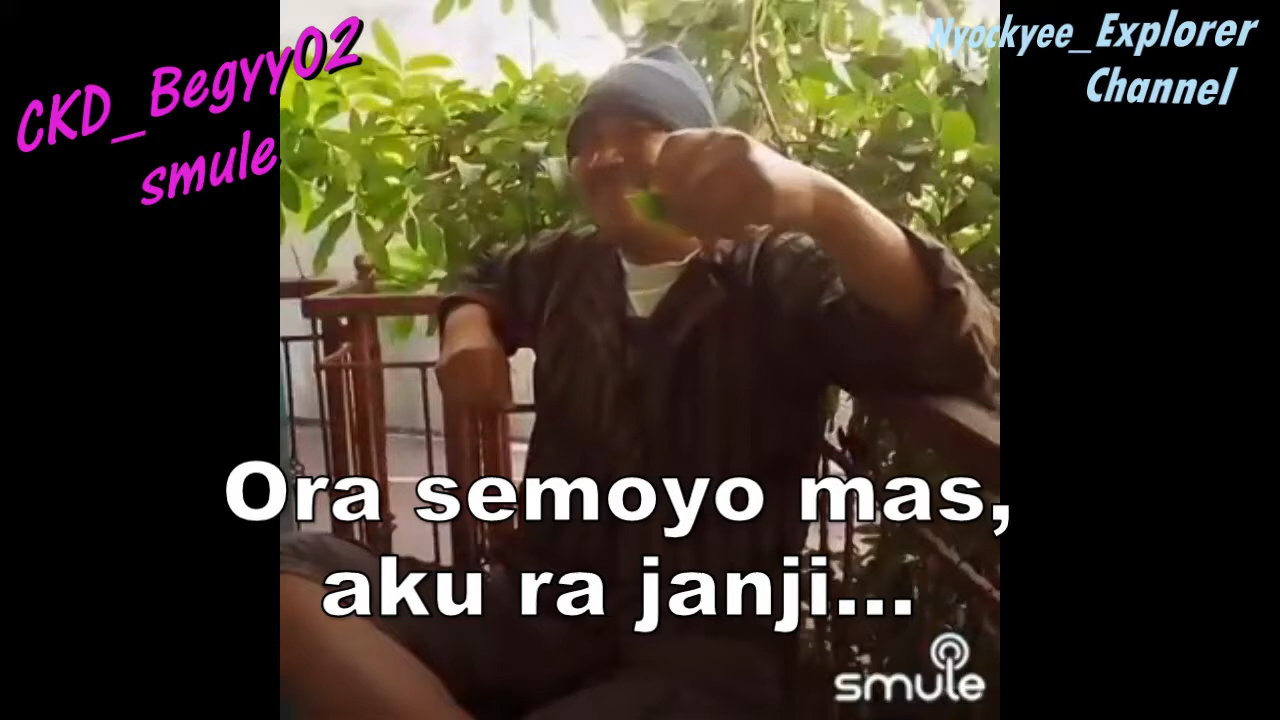 CKD_Begyy02
smule
Nyockyee_Explorer
Channel
Ora semoyo mas,
aku ra janji...
smule